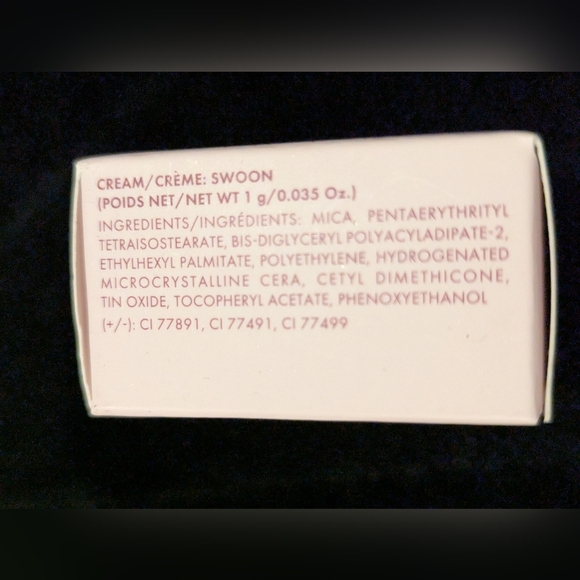 CREAM/CRÈME: SWOON
(POIDS NET/NET WT 1 g/0.035 Oz.)
INGREDIENTS/INGRÉDIENTS: MICA, PENTAERYTHRITYL
TETRAISOSTEARATE, BIS-DIGLYCERYL POLYACYLADIPATE-2,
ETHYLHEXYL PALMITATE, POLYETHYLENE, HYDROGENATED
MICROCRYSTALLINE CERA, CETYL DIMETHICONE,
TIN OXIDE, TOCOPHERYL ACETATE, PHENOXYETHANOL
(+/-): CI 77891, CI 77491, CI 77499